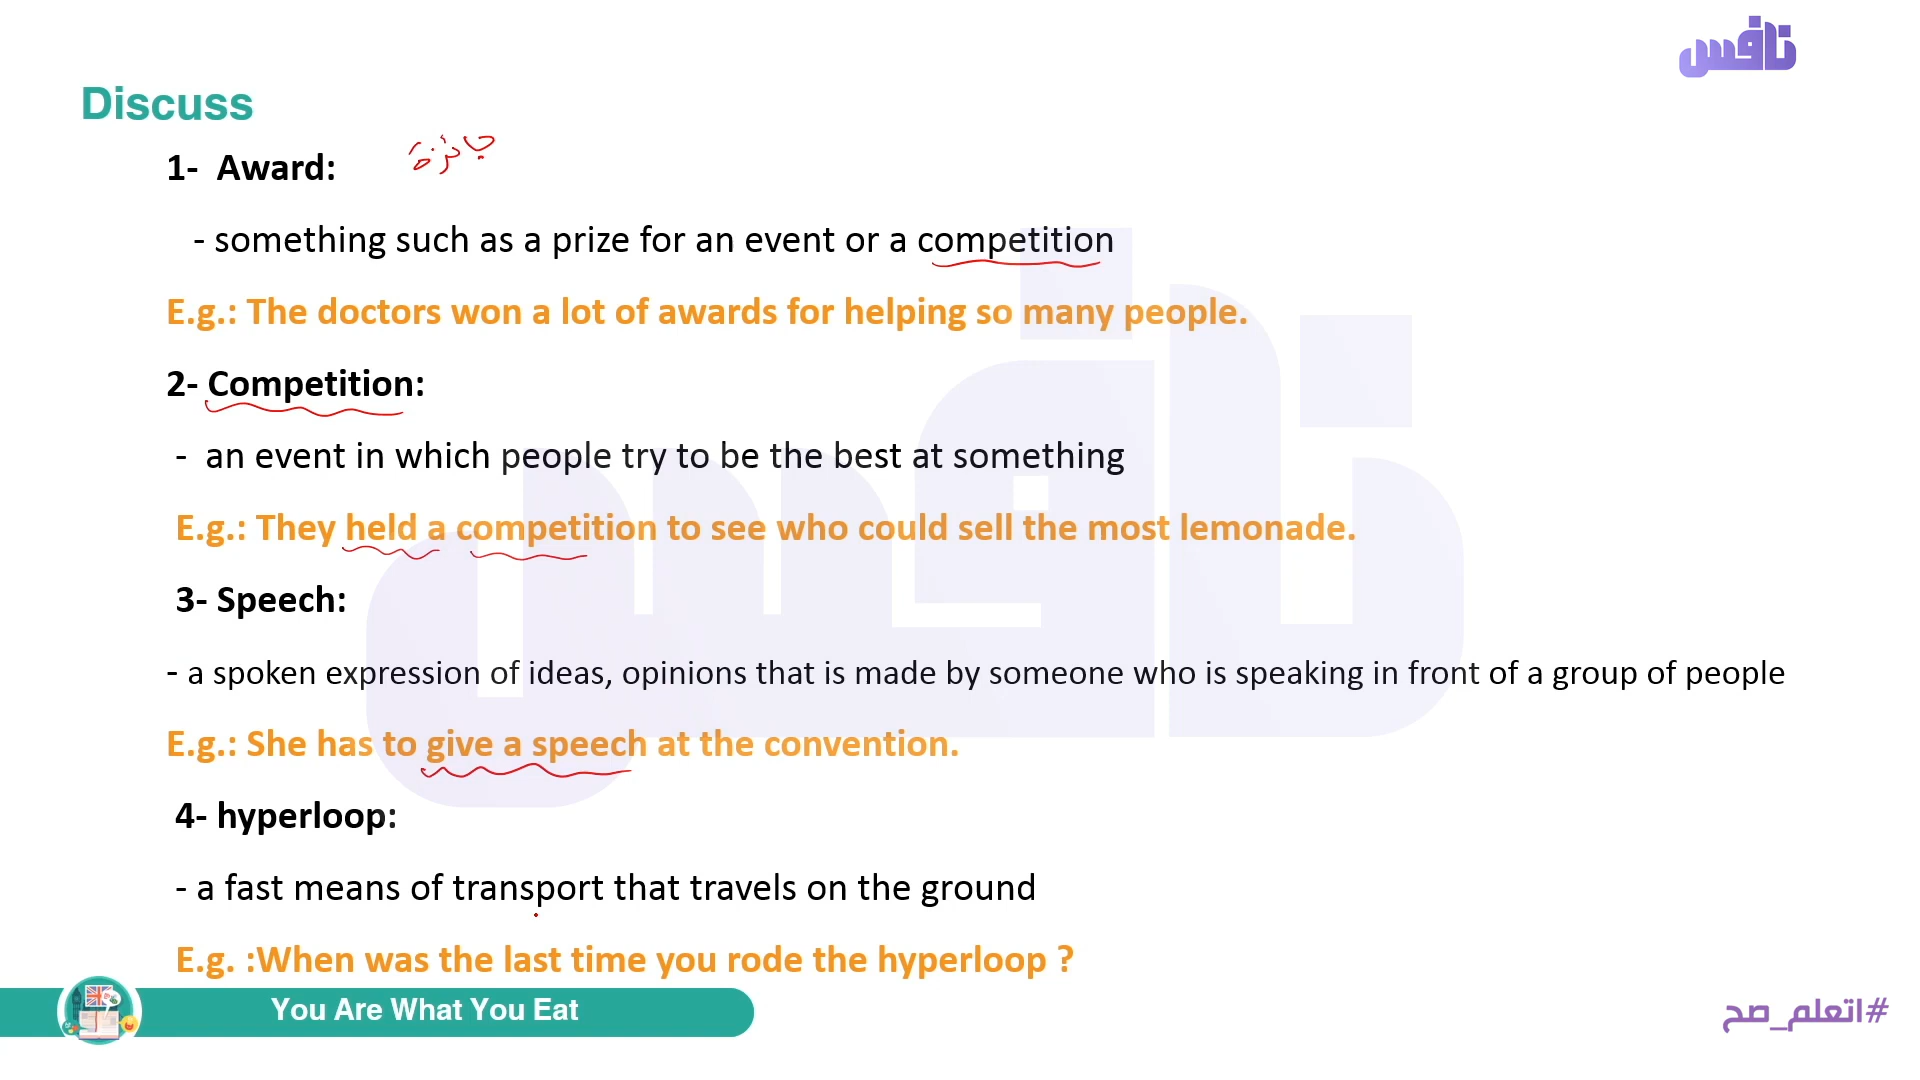 نافس
Discuss
1- Award:
جائزة
- something such as a prize for an event or a competition
E.g.: The doctors won a lot of awards for helping so many people.
2- Competition:
- an event in which people try to be the best at something
E.g.: They held a competition to see who could sell the most lemonade.
3- Speech:
- a spoken expression of ideas, opinions that is made by someone who is speaking in front of a group of people
E.g.: She has to give a speech at the convention.
4- hyperloop:
- a fast means of transport that travels on the ground
E.g. :When was the last time you rode the hyperloop ?
You Are What You Eat
#اتعلم_صح